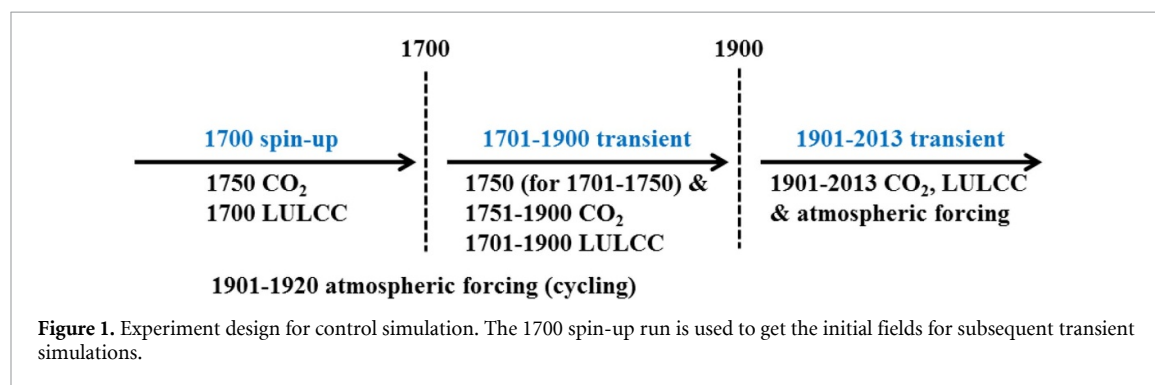 1700
1900
1700 spin-up
1701-1900 transient
1901-2013 transient
1750 CO₂
1700 LULCC
1750 (for 1701-1750) &
1751-1900 CO₂
1701-1900 LULCC
1901-2013 CO₂, LULCC
& atmospheric forcing
1901-1920 atmospheric forcing (cycling)
Figure 1. Experiment design for control simulation. The 1700 spin-up run is used to get the initial fields for subsequent transient
simulations.